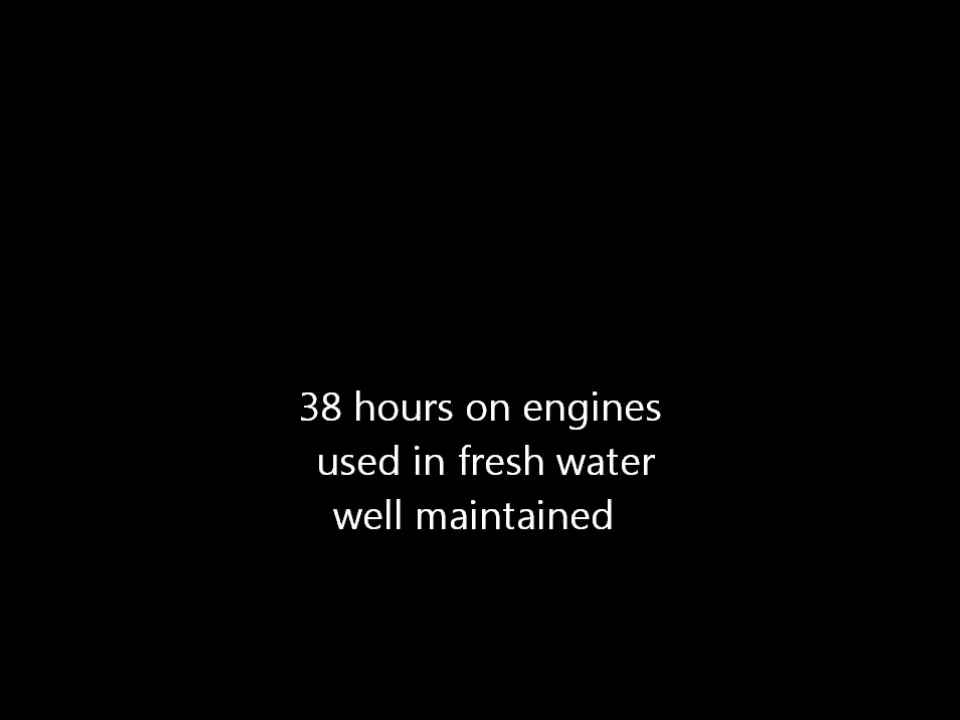 38 hours on engines
used in fresh water
well maintained